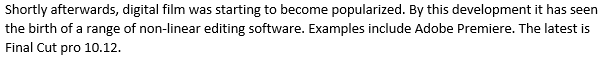 Shortly afterwards, digital film was starting to become popularized. By this development it has seen
the birth of a range of non-linear editing software. Examples include Adobe Premiere. The latest is
Final Cut pro 10.12.